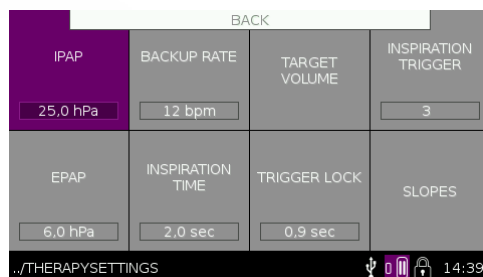 BACK
IPAP
25,0 hPa
BACKUP RATE
12 bpm
TARGET
VOLUME
INSPIRATION
TRIGGER
3
EPAP
6,0 hPa
INSPIRATION
TIME
2,0 sec
TRIGGER LOCK
0,9 sec
SLOPES
../THERAPYSETTINGS
14:39